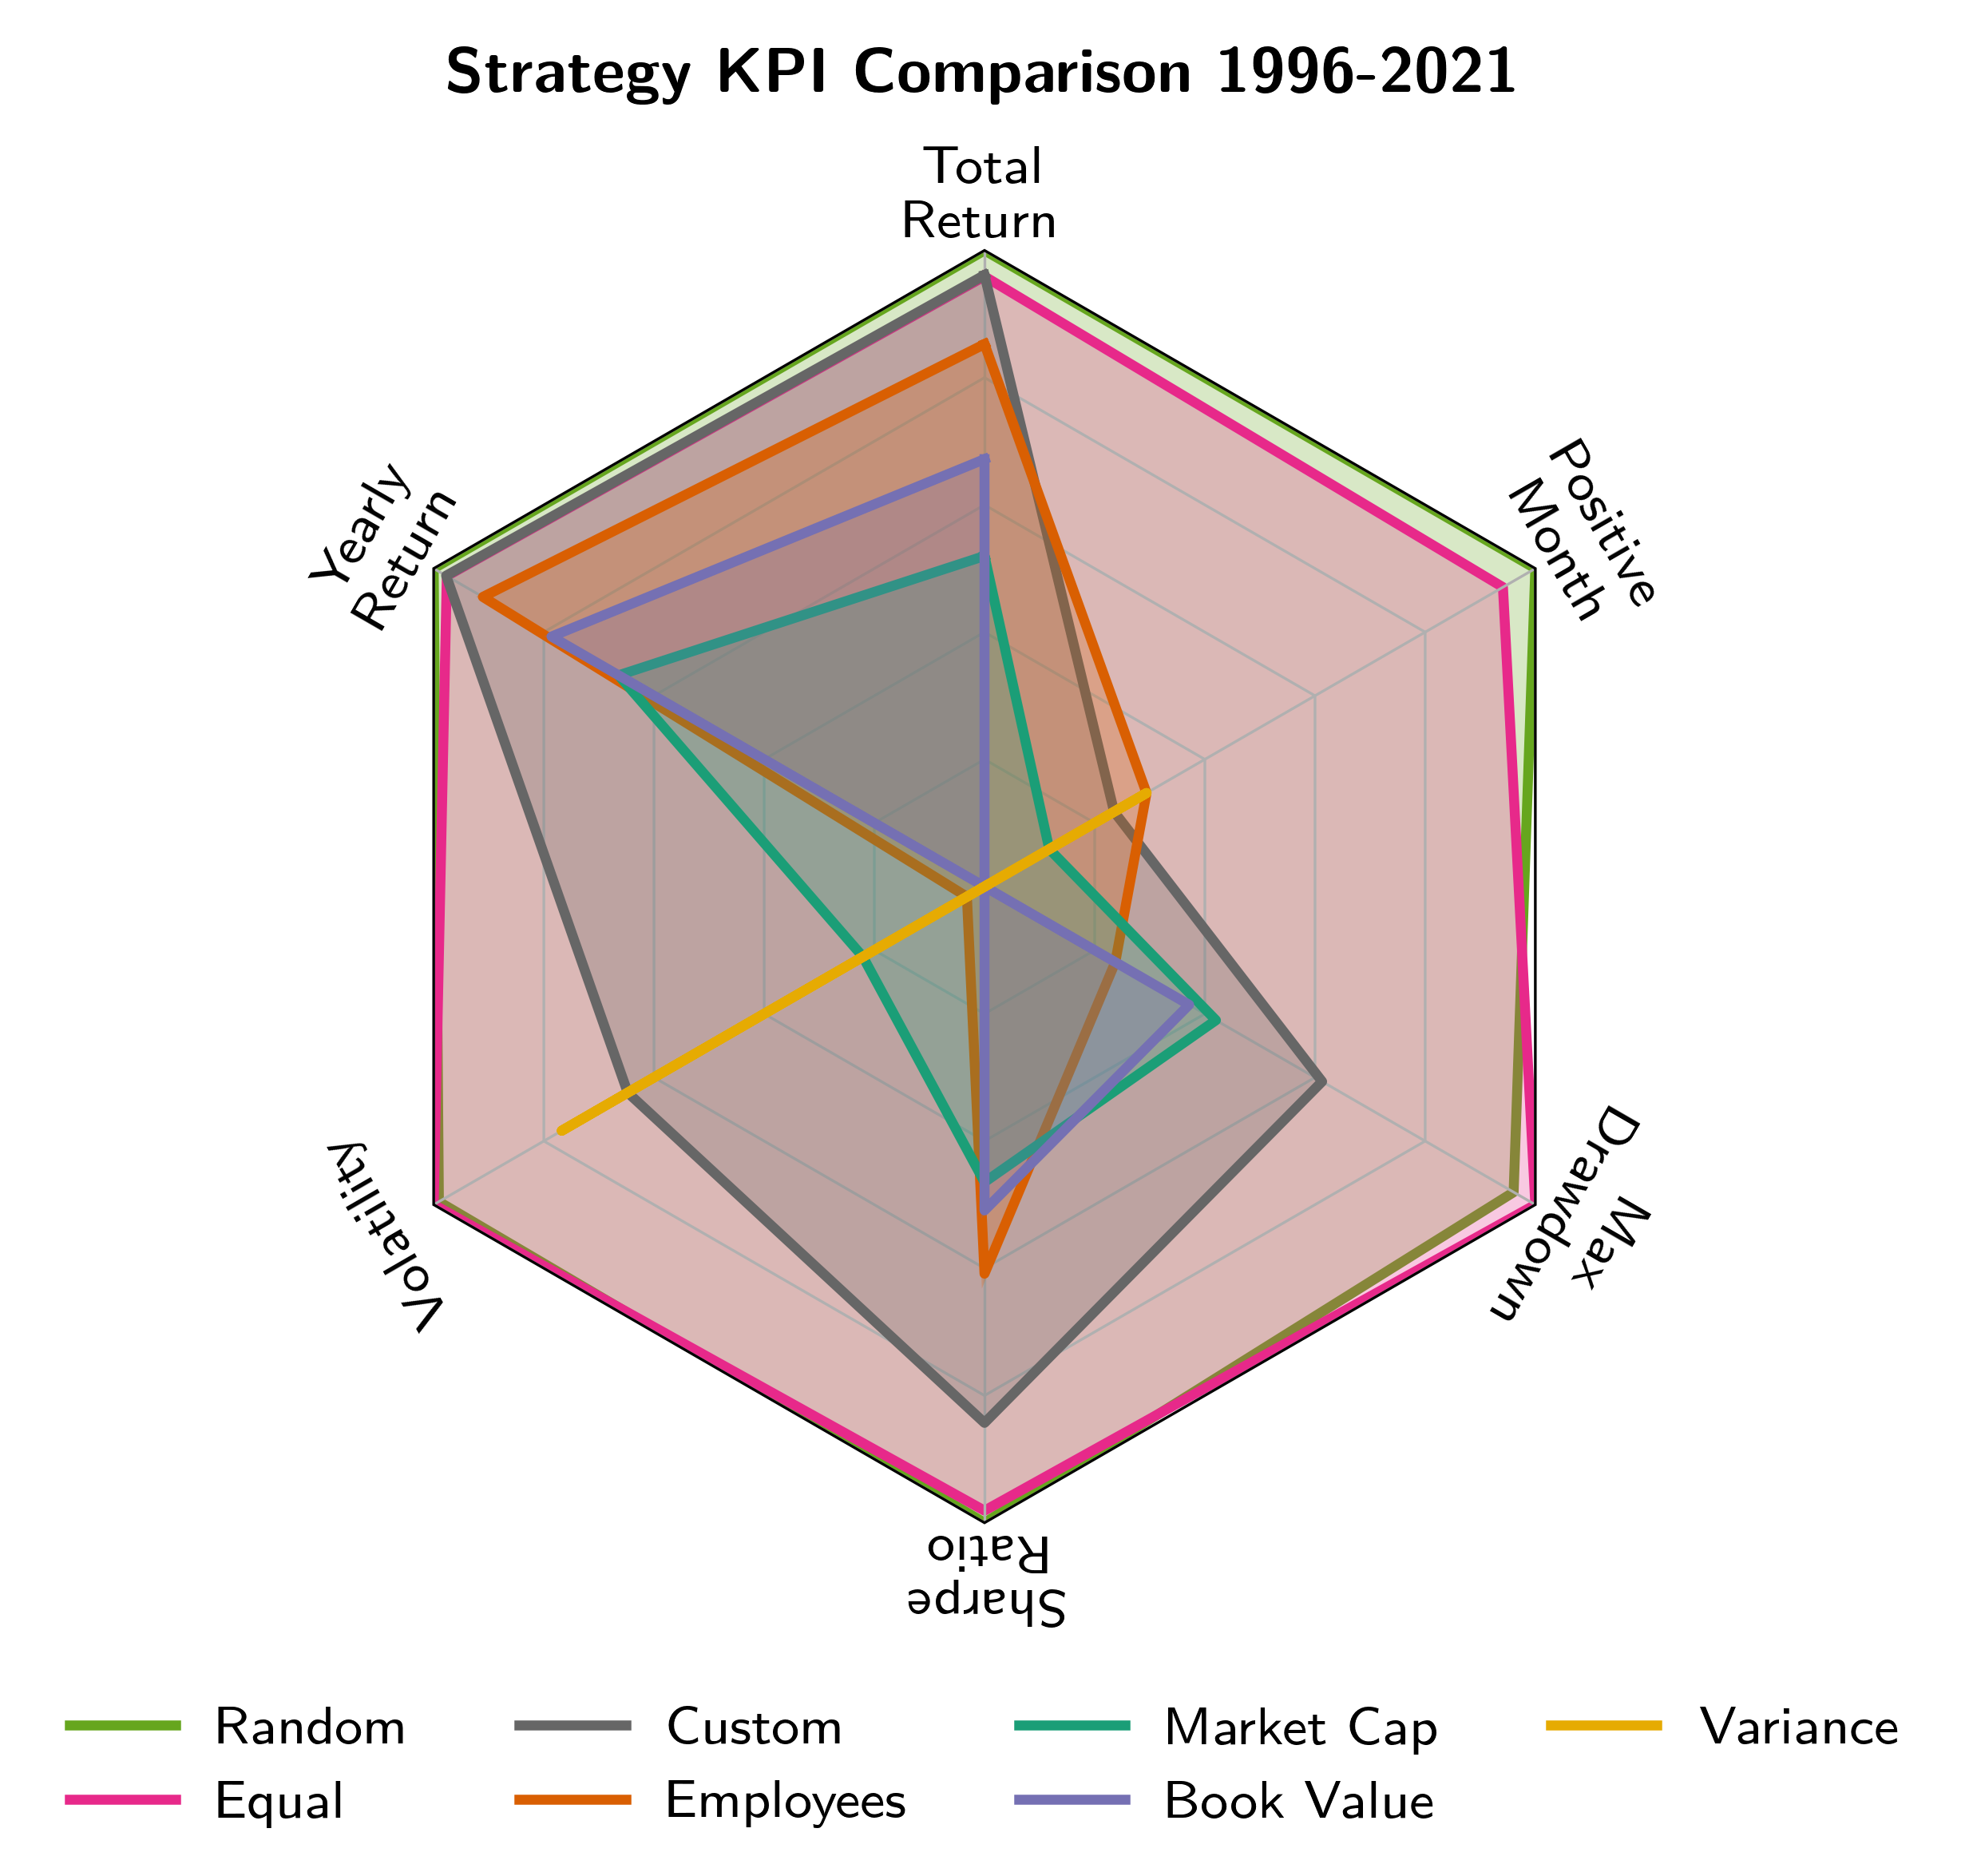 Strategy KPI Comparison 1996-2021
Total
Return
Positive
Month
Yearly
Return
Max
Drawdown
Volatility
Sharpe
Ratio
Random
Custom
Market Cap
Variance
Equal
Employees
Book Value